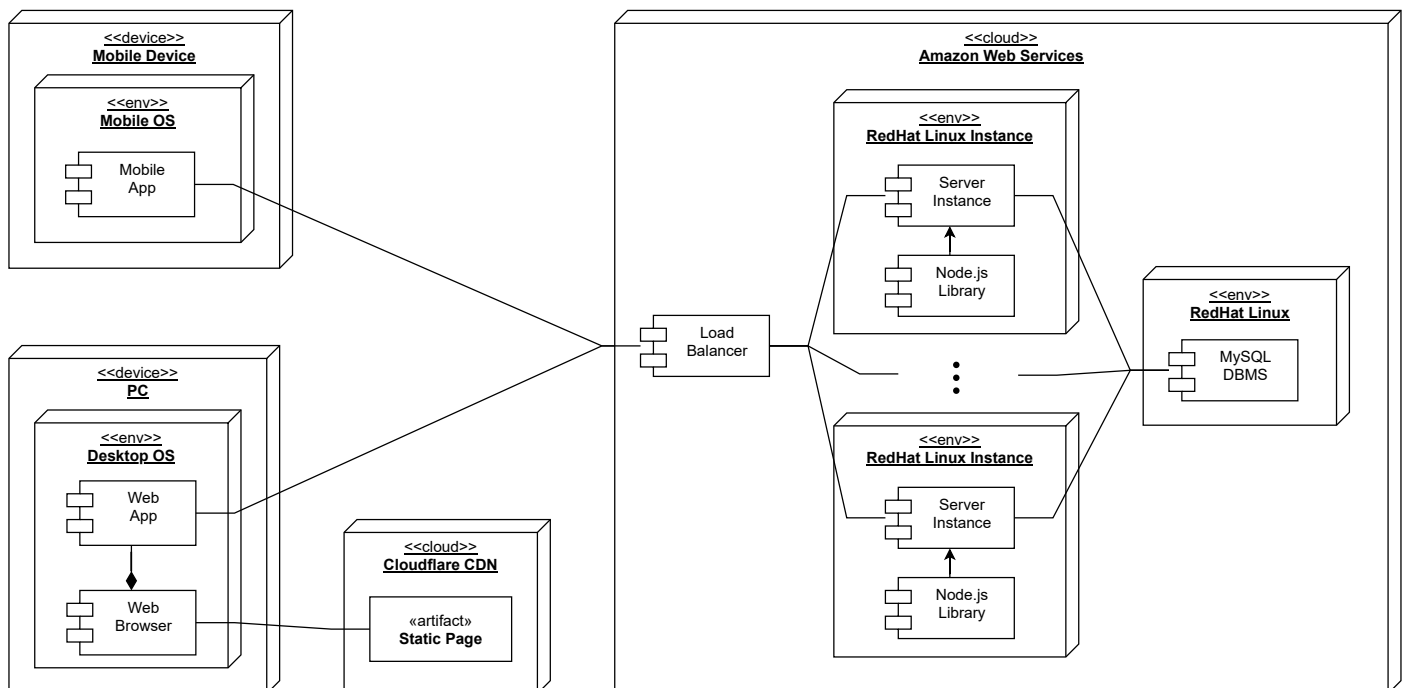 <<device>>
Mobile Device
<<env>>
Mobile OS
Mobile
App
<<device>>
PC
<<env>>
Desktop OS
Web
App
Web
Browser
<<cloud>>
Cloudflare CDN
«artifact»
Static Page
<<cloud>>
Amazon Web Services
Load
Balancer
<<env>>
RedHat Linux Instance
Server
Instance
Node.js
Library
<<env>>
RedHat Linux Instance
Server
Instance
Node.js
Library
<<env>>
RedHat Linux
MySQL
DBMS